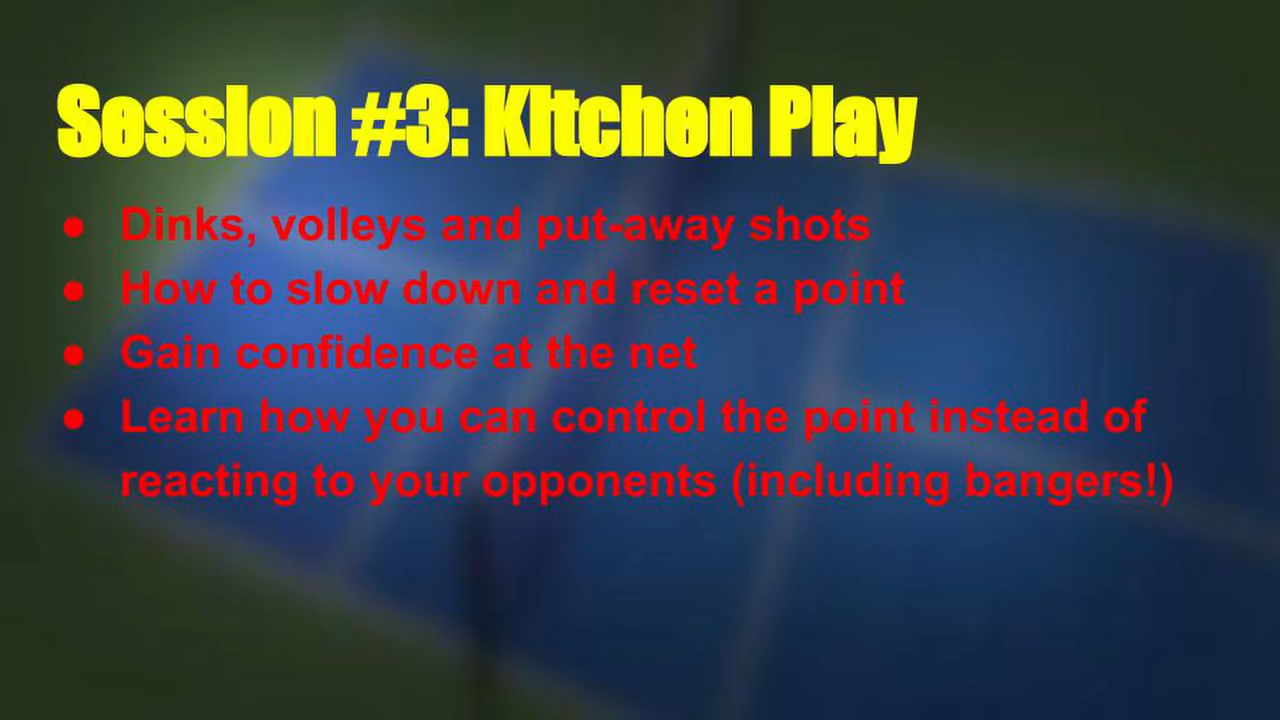 Session #3: Kitchen Play
● Dinks, volleys and put-away shots
● How to slow down and reset a point
● Gain confidence at the net
● Learn how you can control the point instead of
reacting to your opponents (including bangers!)